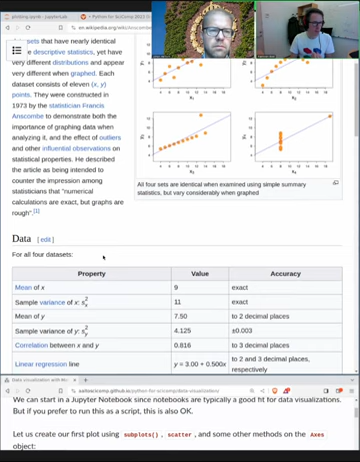 plotting.ipynb - JupyterLab
Python for SciComp 2022 (
en.wikipedia.org/wiki/
sets that have nearly identical
descriptive statistics, yet have
very different distributions and appear
very different when graphed. Each
dataset consists of eleven (x, y)
points. They were constructed in
1973 by the statistician Francis
Anscombe to demonstrate both the
importance of graphing data when
analyzing it, and the effect of outliers
and other influential observations on
statistical properties. He described
the article as being intended to
counter the impression among
statisticians that "numerical
calculations are exact, but graphs are
rough".[1]
All four sets are identical when examined using simple summary
statistics, but vary considerably when graphed
Data [edit]
For all four datasets:
Property Value Accuracy
Mean of x 9 exact
Sample variance of x: s²x 11 exact
Mean of y 7.50 to 2 decimal places
Sample variance of y: s²y 4.125 ±0.003
Correlation between x and y 0.816 to 3 decimal places
Linear regression line y = 3.00 + 0.500x to 2 and 3 decimal places,
respectively
We can start in a Jupyter Notebook since notebooks are typically a good fit for data visualizations.
But if you prefer to run this as a script, this is also OK.
Let us create our first plot using subplots(), scatter, and some other methods on the Axes
object: